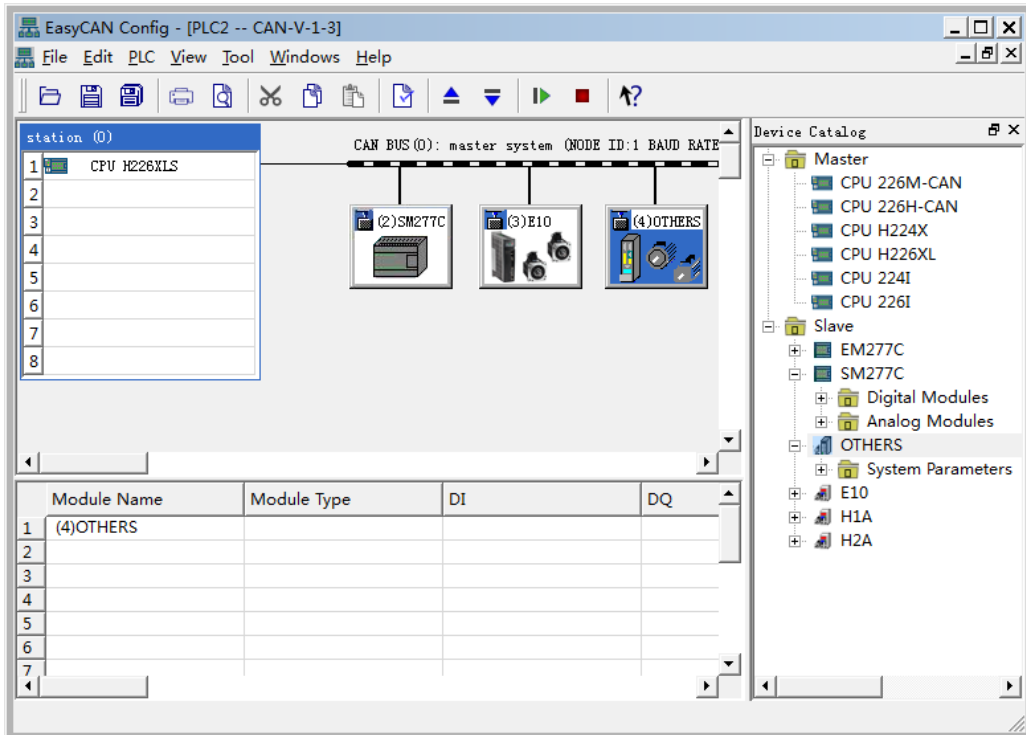 EasyCAN Config - [PLC2 -- CAN-V-1-3]
File Edit PLC View Tool Windows Help
station (0)
1 CPU H226XLS
2
3
4
5
6
7
8
CAN BUS(0): master system (NODE ID:1 BAUD RATE
(2)SM277C
(3)E10
(4)OTHERS
Module Name Module Type DI DQ
1 (4)OTHERS
2
3
4
5
6
7
Device Catalog
Master
CPU 226M-CAN
CPU 226H-CAN
CPU H224X
CPU H226XL
CPU 224I
CPU 226I
Slave
EM277C
SM277C
Digital Modules
Analog Modules
OTHERS
System Parameters
E10
H1A
H2A